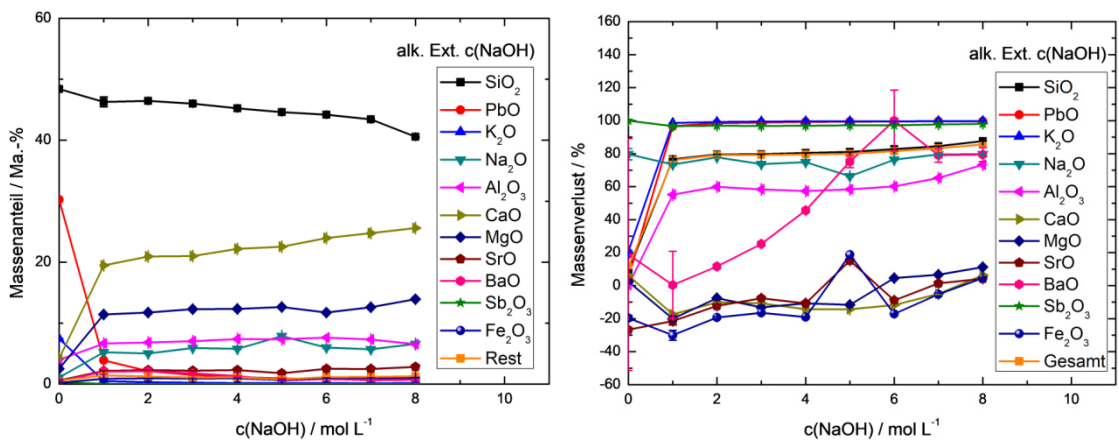 60
40
20
0
Massenanteil / Ma.-%
0 2 4 6 8 10
c(NaOH) / mol L⁻¹
alk. Ext. c(NaOH)
SiO₂
PbO
K₂O
Na₂O
Al₂O₃
CaO
MgO
SrO
BaO
Sb₂O₃
Fe₂O₃
Rest
160
140
120
100
80
60
40
20
0
-20
-40
-60
Massenverlust / %
0 2 4 6 8 10
c(NaOH) / mol L⁻¹
alk. Ext. c(NaOH)
SiO₂
PbO
K₂O
Na₂O
Al₂O₃
CaO
MgO
SrO
BaO
Sb₂O₃
Fe₂O₃
Gesamt